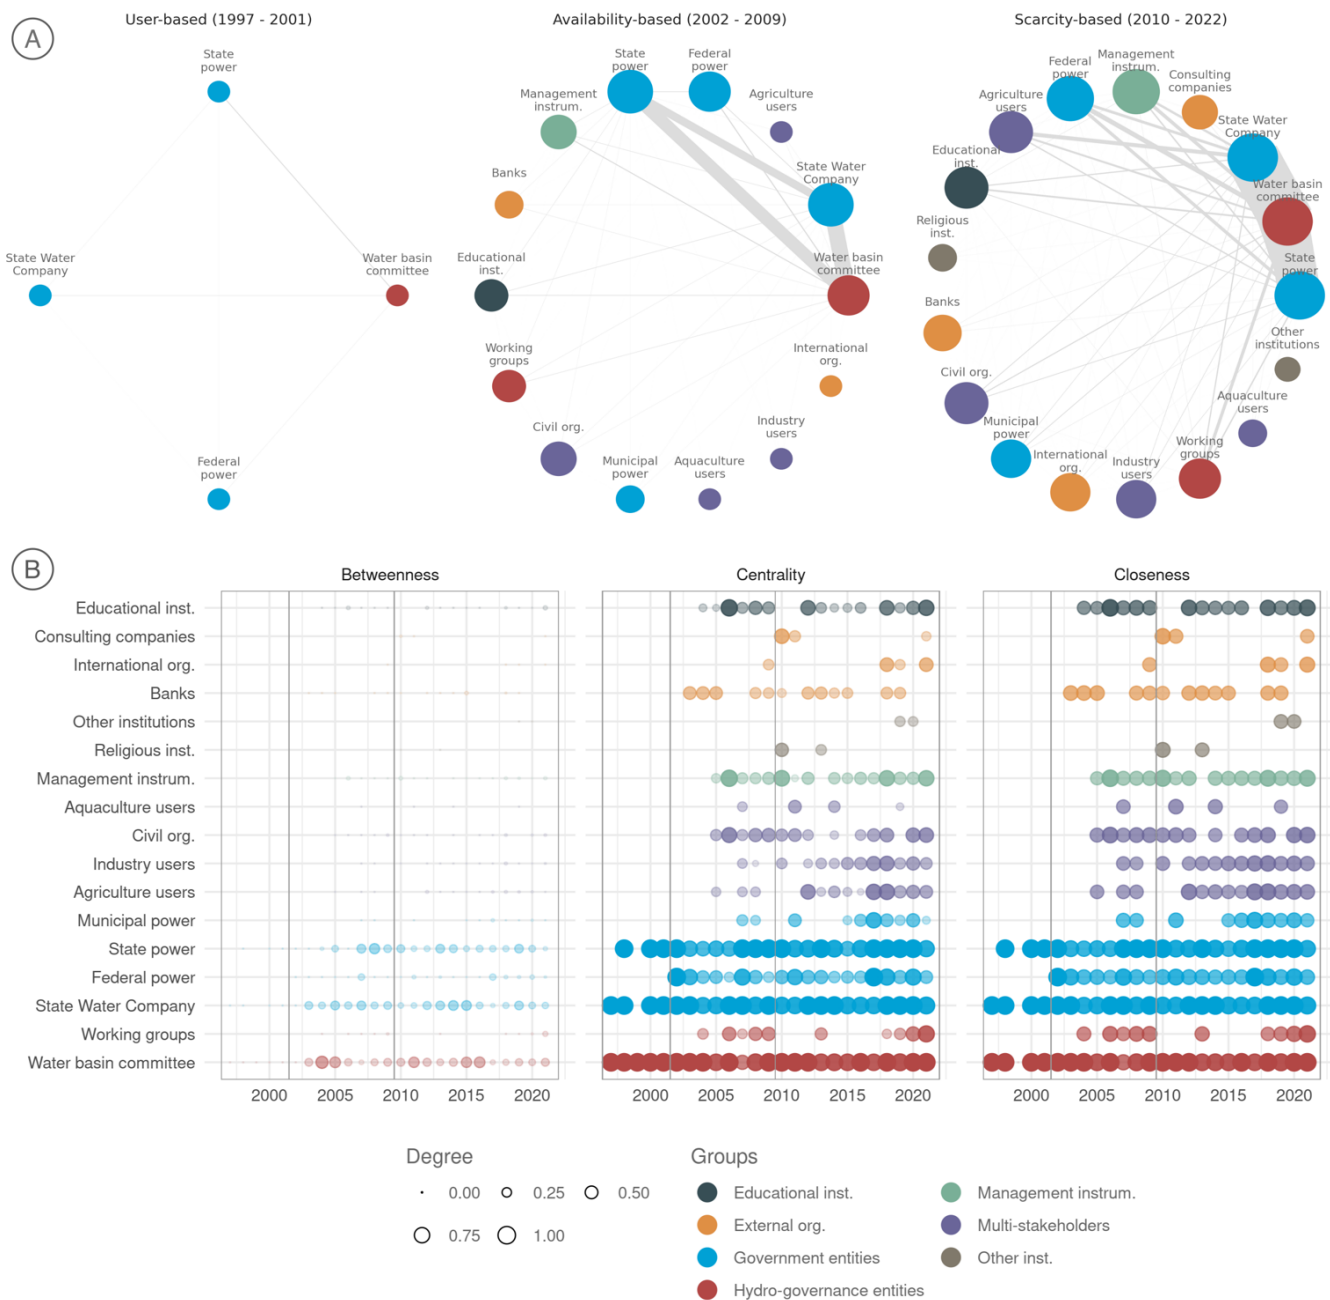 A
User-based (1997 - 2001)
State
power
State Water
Company
Water basin
committee
Federal
power
Availability-based (2002 - 2009)
State
power
Federal
power
Management
instrum.
Agriculture
users
Banks
State Water
Company
Educational
inst.
Water basin
committee
Working
groups
International
org.
Civil org.
Industry
users
Municipal
power
Aquaculture
users
Scarcity-based (2010 - 2022)
Management
instrum.
Federal
power
Consulting
companies
Agriculture
users
State Water
Company
Educational
inst.
Water basin
committee
Religious
inst.
State
power
Banks
Other
institutions
Civil org.
Aquaculture
users
Municipal
power
Working
groups
International
org.
Industry
users
B
Betweenness
Centrality
Closeness
Educational inst.
Consulting companies
International org.
Banks
Other institutions
Religious inst.
Management instrum.
Aquaculture users
Civil org.
Industry users
Agriculture users
Municipal power
State power
Federal power
State Water Company
Working groups
Water basin committee
2000 2005 2010 2015 2020
2000 2005 2010 2015 2020
2000 2005 2010 2015 2020
Degree
0.00 0.25 0.50
0.75 1.00
Groups
Educational inst.
External org.
Government entities
Hydro-governance entities
Management instrum.
Multi-stakeholders
Other inst.